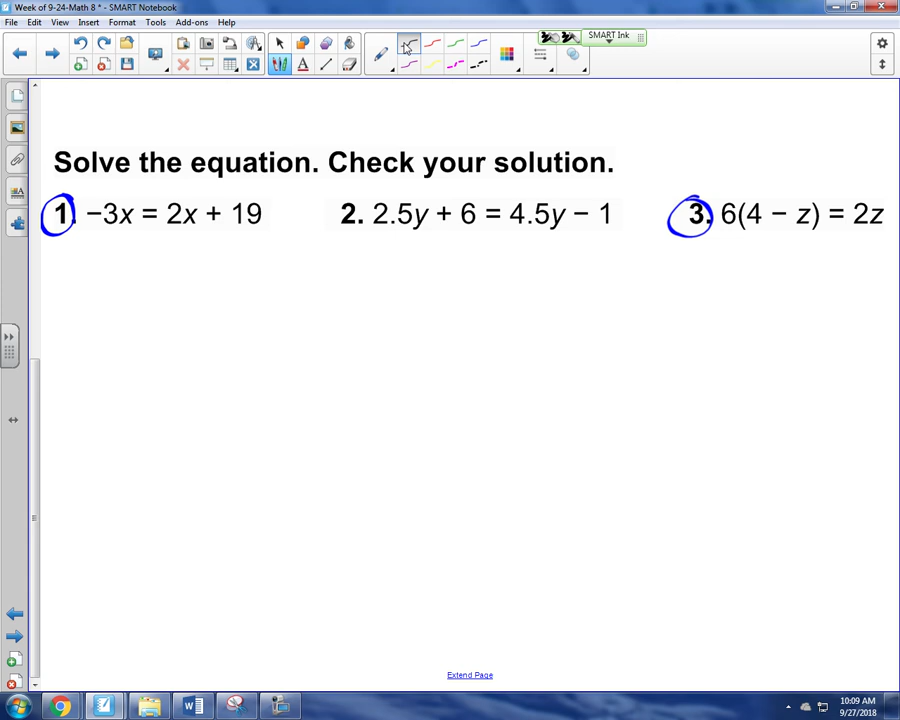 Week of 9-24-Math 8 * - SMART Notebook
File Edit View Insert Format Tools Add-ons Help
SMART Ink
Solve the equation. Check your solution.
1. −3x = 2x + 19 2. 2.5y + 6 = 4.5y − 1 3. 6(4 − z) = 2z
Extend Page
10:09 AM
9/27/2018